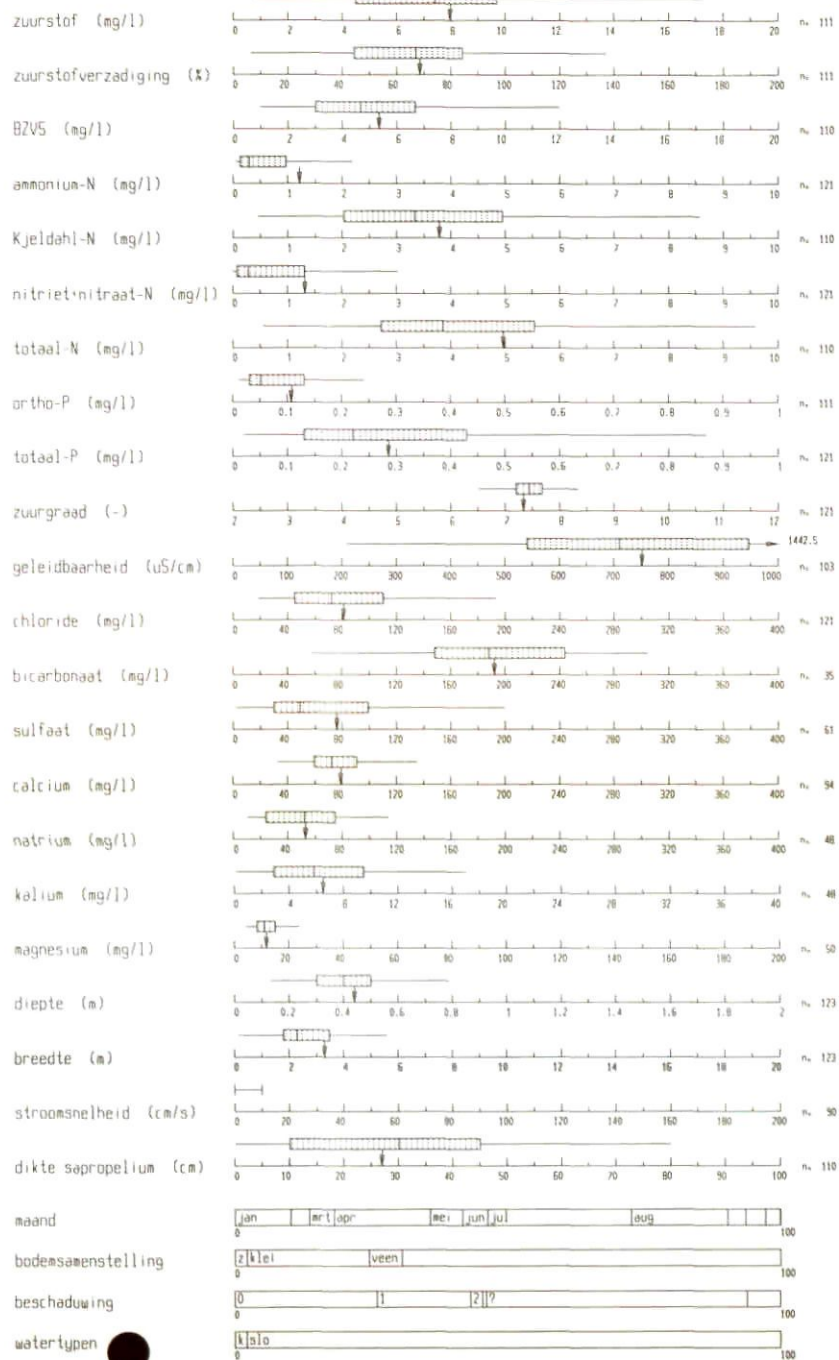 zuurstof (mg/l) 0 2 4 6 8 10 12 14 16 18 20 n= 111
zuurstofverzadiging (%) 0 20 40 60 80 100 120 140 160 180 200 n= 111
BZV5 (mg/l) 0 2 4 6 8 10 12 14 16 18 20 n= 110
ammonium-N (mg/l) 0 1 2 3 4 5 6 7 8 9 10 n= 121
Kjeldahl-N (mg/l) 0 1 2 3 4 5 6 7 8 9 10 n= 110
nitriet+nitraat-N (mg/l) 0 1 2 3 4 5 6 7 8 9 10 n= 121
totaal-N (mg/l) 0 1 2 3 4 5 6 7 8 9 10 n= 110
ortho-P (mg/l) 0 0.1 0.2 0.3 0.4 0.5 0.6 0.7 0.8 0.9 1 n= 111
totaal-P (mg/l) 0 0.1 0.2 0.3 0.4 0.5 0.6 0.7 0.8 0.9 1 n= 121
zuurgraad (-) 2 3 4 5 6 7 8 9 10 11 12 n= 121
1442.5
geleidbaarheid (uS/cm) 0 100 200 300 400 500 600 700 800 900 1000 n= 103
chloride (mg/l) 0 40 80 120 160 200 240 280 320 360 400 n= 121
bicarbonaat (mg/l) 0 40 80 120 160 200 240 280 320 360 400 n= 35
sulfaat (mg/l) 0 40 80 120 160 200 240 280 320 360 400 n= 61
calcium (mg/l) 0 40 80 120 160 200 240 280 320 360 400 n= 94
natrium (mg/l) 0 40 80 120 160 200 240 280 320 360 400 n= 48
kalium (mg/l) 0 4 8 12 16 20 24 28 32 36 40 n= 48
magnesium (mg/l) 0 20 40 60 80 100 120 140 160 180 200 n= 50
diepte (m) 0 0.2 0.4 0.6 0.8 1 1.2 1.4 1.6 1.8 2 n= 123
breedte (m) 0 2 4 6 8 10 12 14 16 18 20 n= 123
stroomsnelheid (cm/s) 0 20 40 60 80 100 120 140 160 180 200 n= 90
dikte sapropelium (cm) 0 10 20 30 40 50 60 70 80 90 100 n= 110
maand jan mrt apr mei jun jul aug
0 100
bodemsamenstelling z klei veen
0 100
beschaduwing 0 1 2 ?
0 100
watertypen k slo
0 100